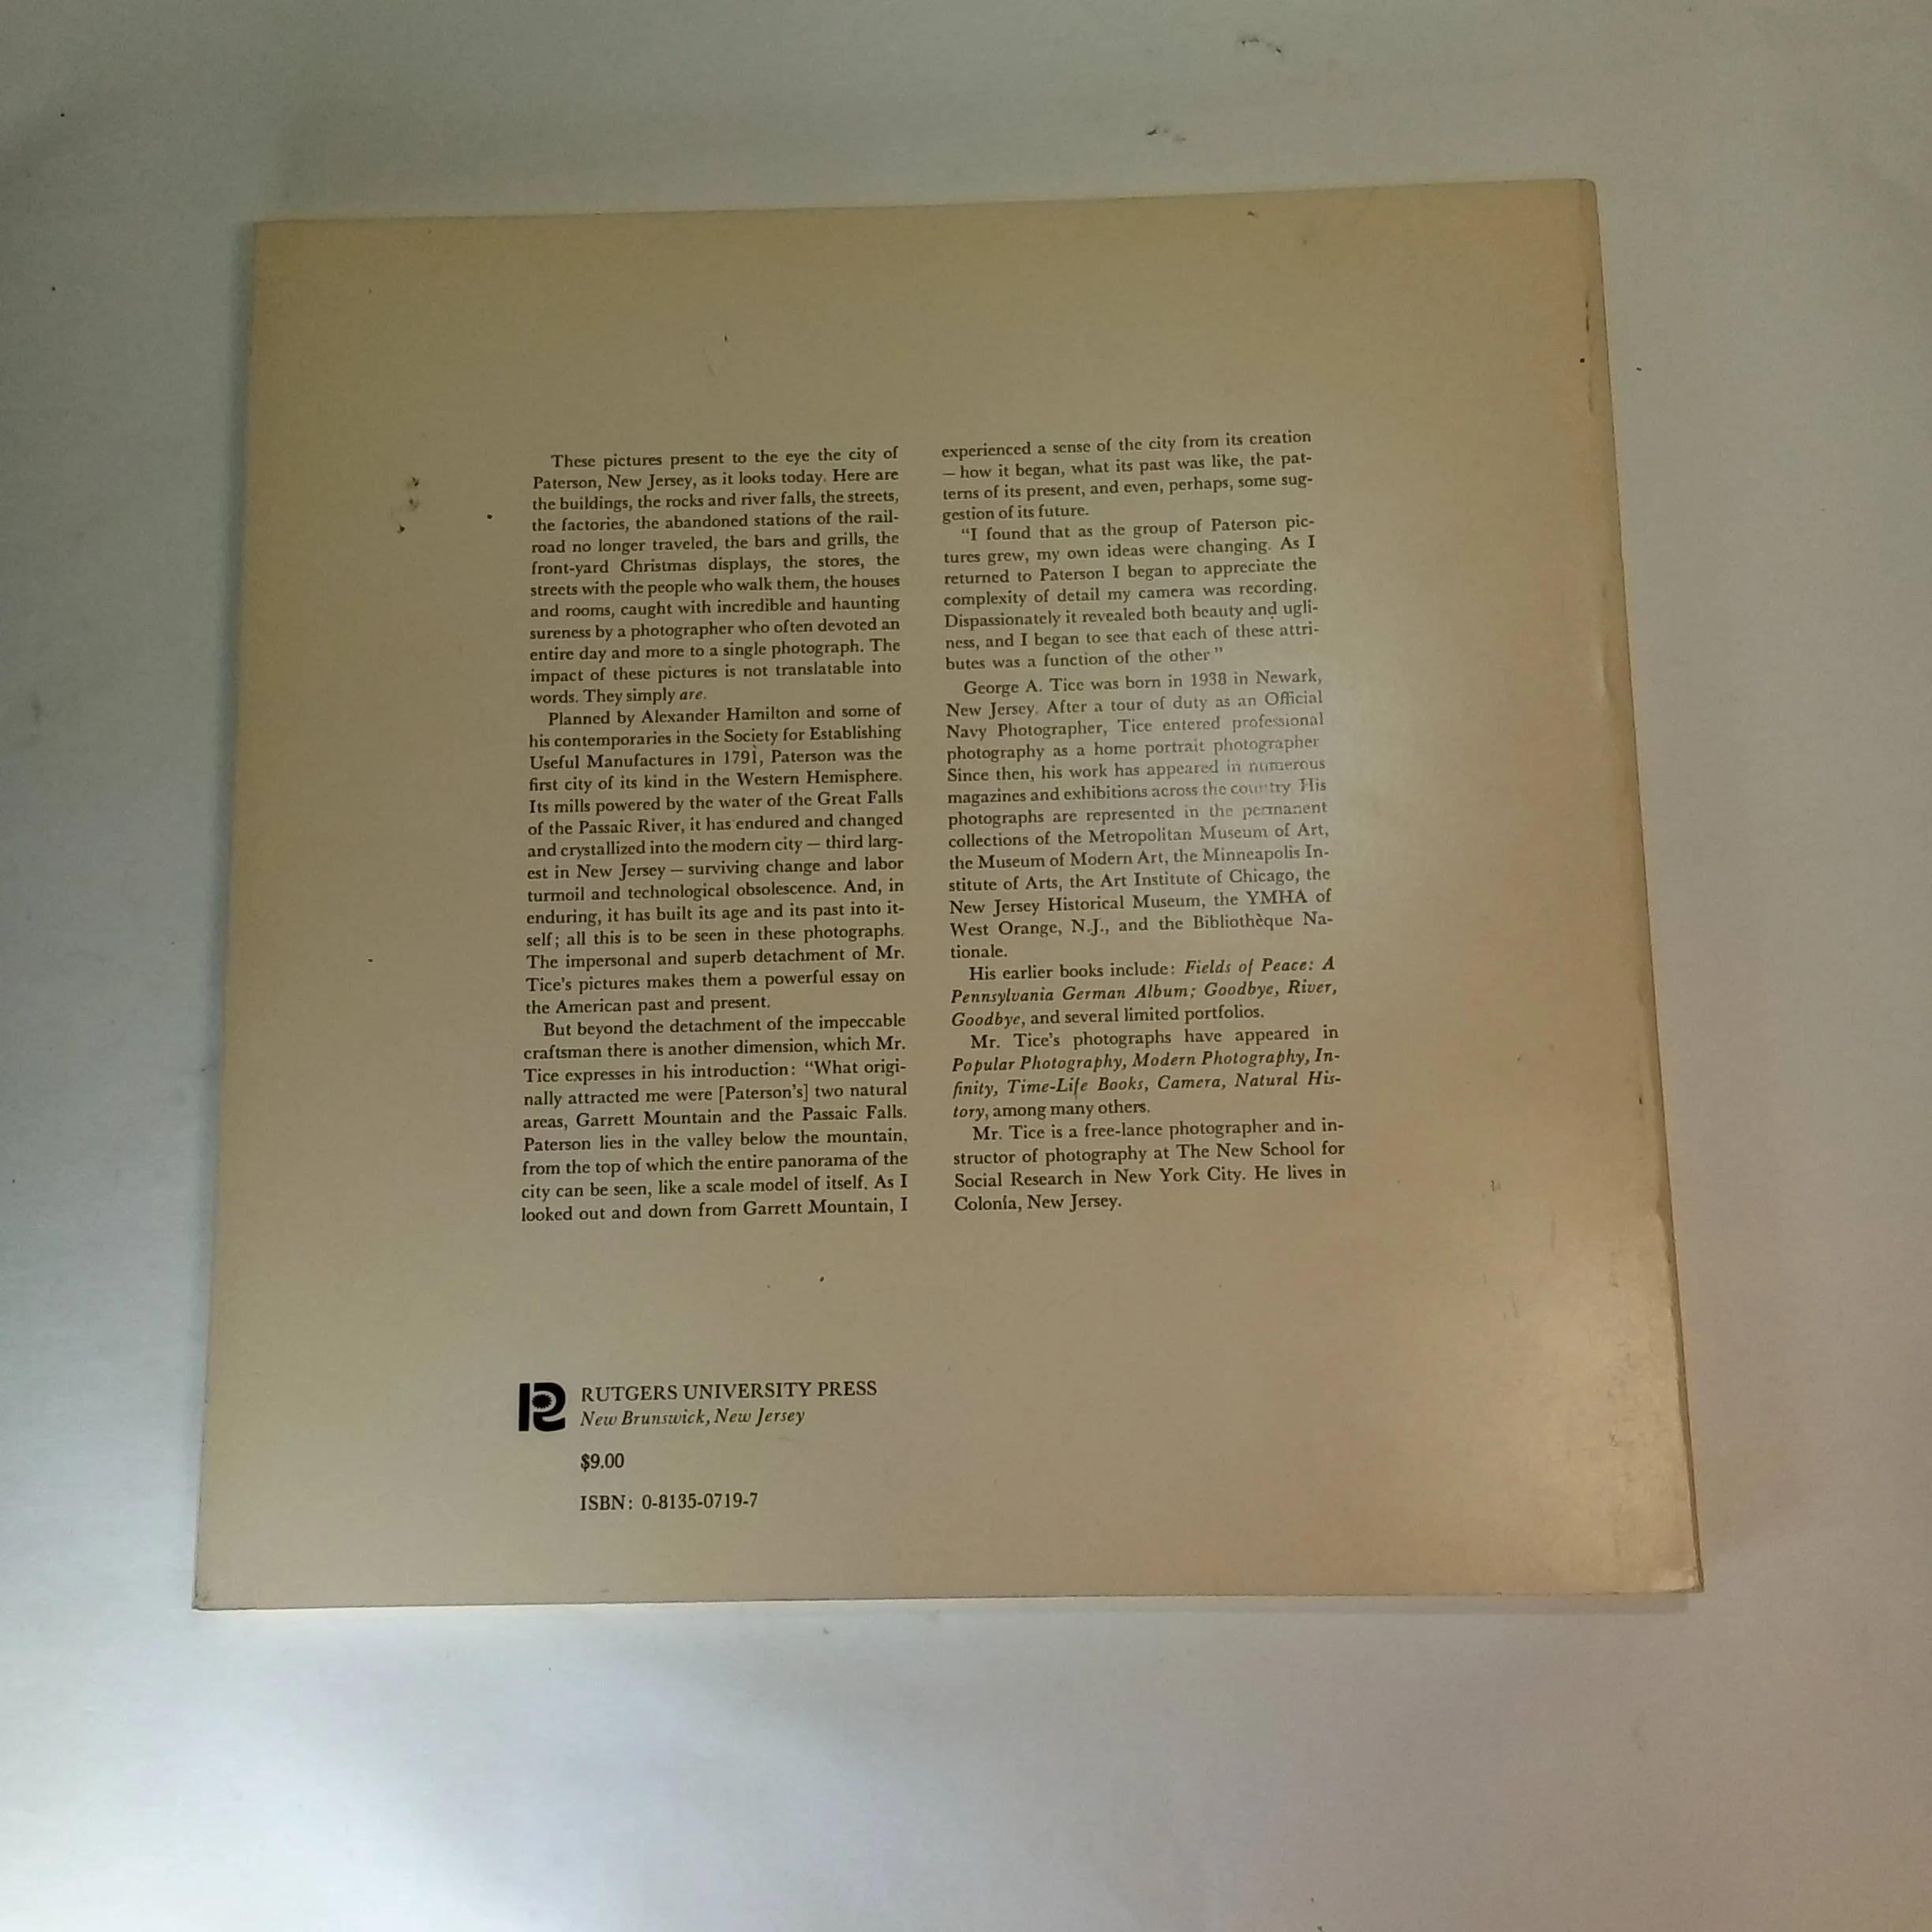 These pictures present to the eye the city of
Paterson, New Jersey, as it looks today. Here are
the buildings, the rocks and river falls, the streets,
the factories, the abandoned stations of the rail-
road no longer traveled, the bars and grills, the
front-yard Christmas displays, the stores, the
streets with the people who walk them, the houses
and rooms, caught with incredible and haunting
sureness by a photographer who often devoted an
entire day and more to a single photograph. The
impact of these pictures is not translatable into
words. They simply are.
Planned by Alexander Hamilton and some of
his contemporaries in the Society for Establishing
Useful Manufactures in 1791, Paterson was the
first city of its kind in the Western Hemisphere.
Its mills powered by the water of the Great Falls
of the Passaic River, it has endured and changed
and crystallized into the modern city — third larg-
est in New Jersey — surviving change and labor
turmoil and technological obsolescence. And, in
enduring, it has built its age and its past into it-
self; all this is to be seen in these photographs.
The impersonal and superb detachment of Mr.
Tice's pictures makes them a powerful essay on
the American past and present.
But beyond the detachment of the impeccable
craftsman there is another dimension, which Mr.
Tice expresses in his introduction: "What origi-
nally attracted me were [Paterson's] two natural
areas, Garrett Mountain and the Passaic Falls.
Paterson lies in the valley below the mountain,
from the top of which the entire panorama of the
city can be seen, like a scale model of itself. As I
looked out and down from Garrett Mountain, I
experienced a sense of the city from its creation
— how it began, what its past was like, the pat-
terns of its present, and even, perhaps, some sug-
gestion of its future.
"I found that as the group of Paterson pic-
tures grew, my own ideas were changing. As I
returned to Paterson I began to appreciate the
complexity of detail my camera was recording.
Dispassionately it revealed both beauty and ugli-
ness, and I began to see that each of these attri-
butes was a function of the other"
George A. Tice was born in 1938 in Newark,
New Jersey. After a tour of duty as an Official
Navy Photographer, Tice entered professional
photography as a home portrait photographer
Since then, his work has appeared in numerous
magazines and exhibitions across the country His
photographs are represented in the permanent
collections of the Metropolitan Museum of Art,
the Museum of Modern Art, the Minneapolis In-
stitute of Arts, the Art Institute of Chicago, the
New Jersey Historical Museum, the YMHA of
West Orange, N.J., and the Bibliothèque Na-
tionale.
His earlier books include: Fields of Peace: A
Pennsylvania German Album; Goodbye, River,
Goodbye, and several limited portfolios.
Mr. Tice's photographs have appeared in
Popular Photography, Modern Photography, In-
finity, Time-Life Books, Camera, Natural His-
tory, among many others.
Mr. Tice is a free-lance photographer and in-
structor of photography at The New School for
Social Research in New York City. He lives in
Colonia, New Jersey.
RUTGERS UNIVERSITY PRESS
New Brunswick, New Jersey
$9.00
ISBN: 0-8135-0719-7